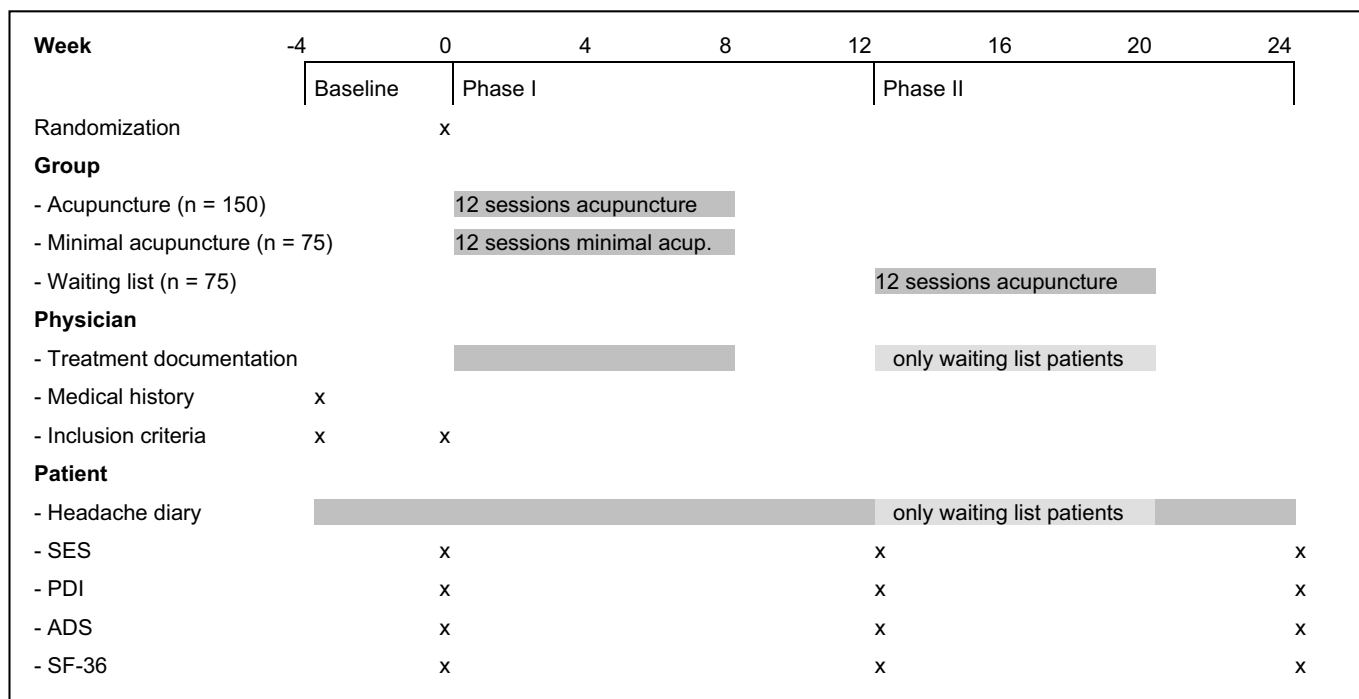 Week -4 0 4 8 12 16 20 24
Baseline Phase I Phase II
Randomization x
Group
- Acupuncture (n = 150) 12 sessions acupuncture
- Minimal acupuncture (n = 75) 12 sessions minimal acup.
- Waiting list (n = 75) 12 sessions acupuncture
Physician
- Treatment documentation only waiting list patients
- Medical history x
- Inclusion criteria x x
Patient
- Headache diary only waiting list patients
- SES x x x
- PDI x x x
- ADS x x x
- SF-36 x x x